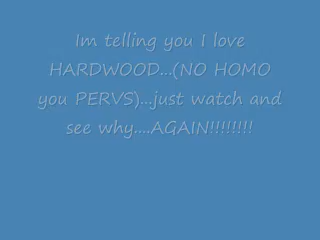 Im telling you I love
HARDWOOD...(NO HOMO
you PERVS)...just watch and
see why....AGAIN!!!!!!!!